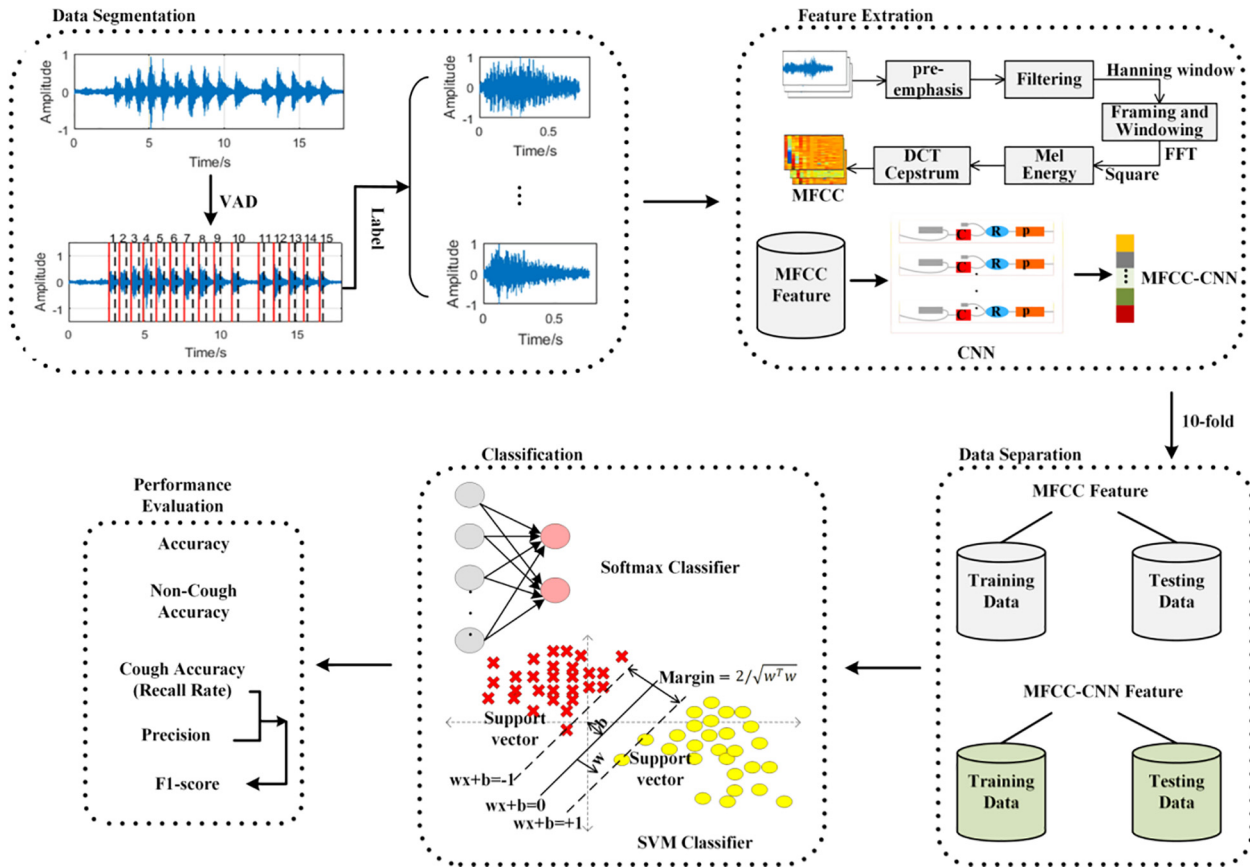 Data Segmentation
Amplitude
1
0
-1
0
5
10
15
Time/s
VAD
1 2 3 4 5 6 7 8 9 10 11 12 13 14 15
Amplitude
1
0
-1
5
10
15
Time/s
Label
Amplitude
1
0
-1
0
0.5
Time/s
Amplitude
1
0
-1
0
0.5
Time/s
Feature Extration
pre-
emphasis
Filtering
Hanning window
Framing and
Windowing
FFT
Square
Mel
Energy
DCT
Cepstrum
MFCC
MFCC
Feature
C R P
C R P
C R P
CNN
MFCC-CNN
10-fold
Data Separation
MFCC Feature
Training
Data
Testing
Data
MFCC-CNN Feature
Training
Data
Testing
Data
Classification
Softmax Classifier
Margin = 2/√wᵀw
Support
vector
b
w
Support
vector
wx+b=-1
wx+b=0
wx+b=+1
SVM Classifier
Performance
Evaluation
Accuracy
Non-Cough
Accuracy
Cough Accuracy
(Recall Rate)
Precision
F1-score